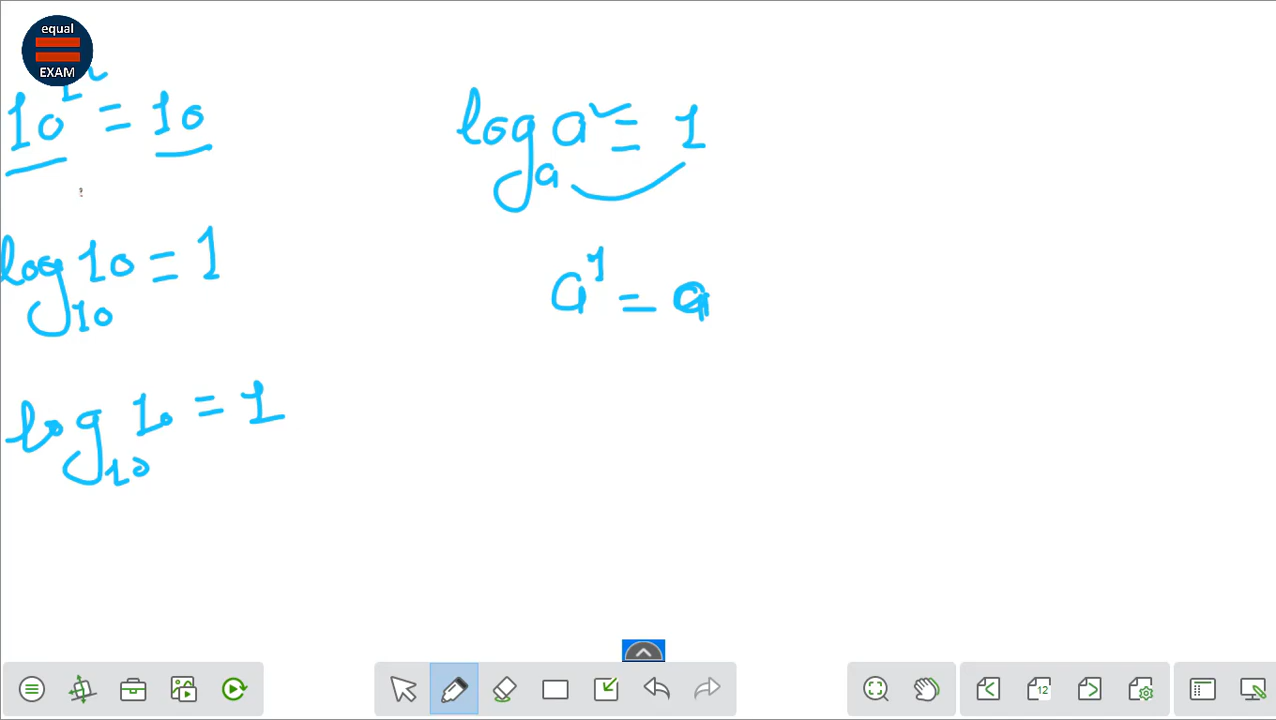 equal
EXAM
10¹ = 10
log₁₀ 10 = 1
log₁₀ 10 = 1
logₐ a = 1
a¹ = a
12